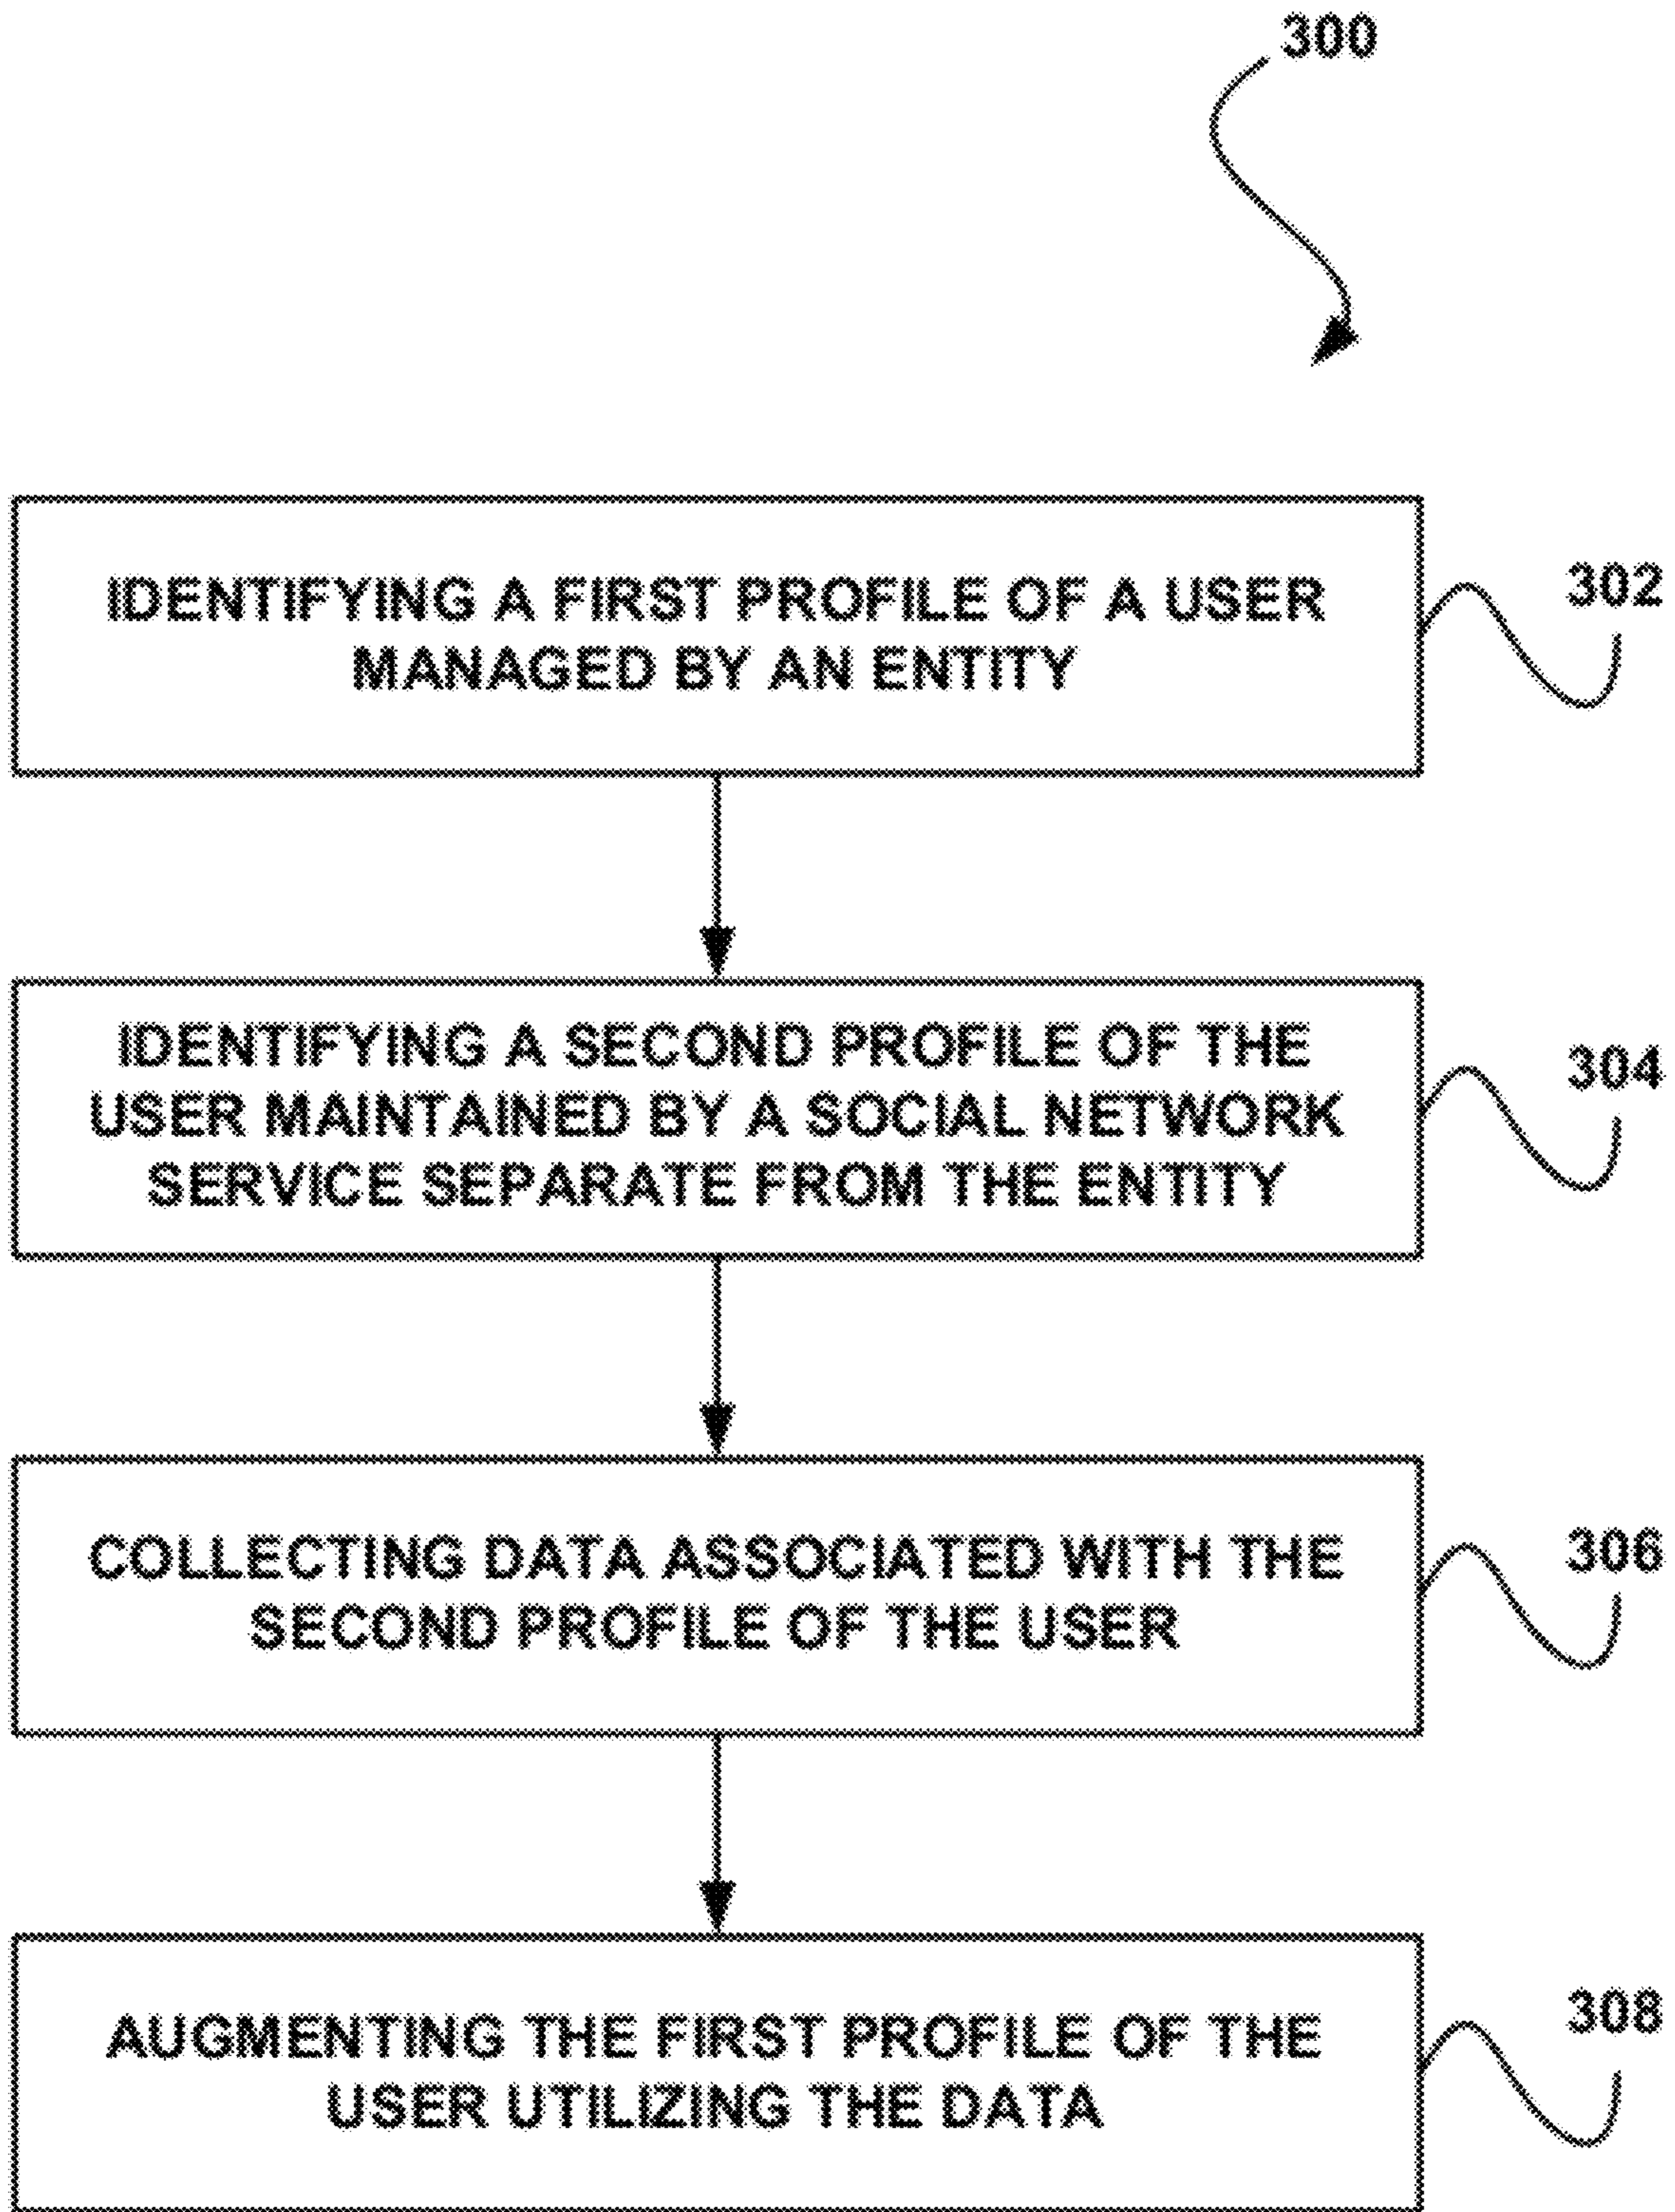 300
IDENTIFYING A FIRST PROFILE OF A USER
MANAGED BY AN ENTITY
302
IDENTIFYING A SECOND PROFILE OF THE
USER MAINTAINED BY A SOCIAL NETWORK
SERVICE SEPARATE FROM THE ENTITY
304
COLLECTING DATA ASSOCIATED WITH THE
SECOND PROFILE OF THE USER
306
AUGMENTING THE FIRST PROFILE OF THE
USER UTILIZING THE DATA
308